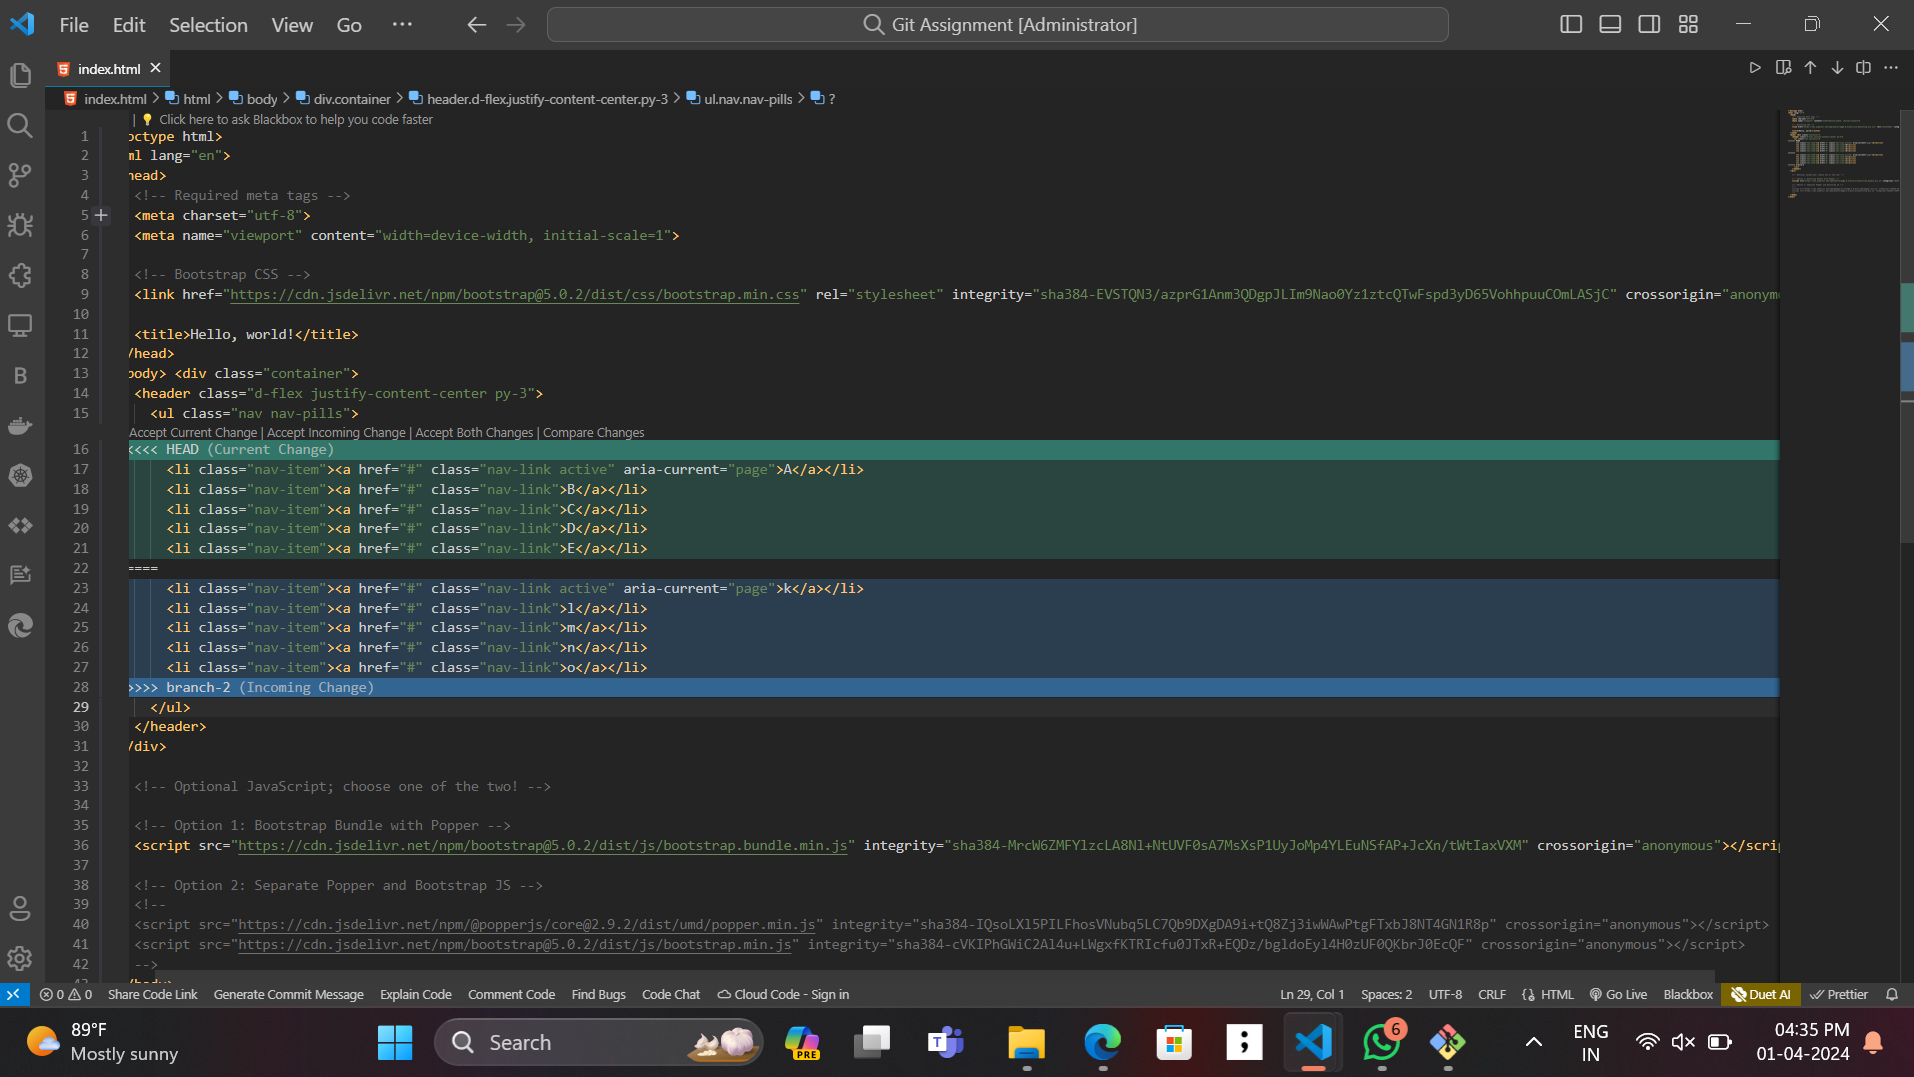 File Edit Selection View Go ··· Git Assignment [Administrator]
index.html
index.html > html > body > div.container > header.d-flex.justify-content-center.py-3 > ul.nav.nav-pills > ?
| Click here to ask Blackbox to help you code faster
1 octype html>
2 ml lang="en">
3 head>
4 <!-- Required meta tags -->
5 <meta charset="utf-8">
6 <meta name="viewport" content="width=device-width, initial-scale=1">
7
8 <!-- Bootstrap CSS -->
9 <link href="https://cdn.jsdelivr.net/npm/bootstrap@5.0.2/dist/css/bootstrap.min.css" rel="stylesheet" integrity="sha384-EVSTQN3/azprG1Anm3QDgpJLIm9Nao0Yz1ztcQTwFspd3yD65VohhpuuCOmLASjC" crossorigin="anonym
10
11 <title>Hello, world!</title>
12 /head>
13 body> <div class="container">
14 <header class="d-flex justify-content-center py-3">
15 <ul class="nav nav-pills">
Accept Current Change | Accept Incoming Change | Accept Both Changes | Compare Changes
16 <<<< HEAD (Current Change)
17 <li class="nav-item"><a href="#" class="nav-link active" aria-current="page">A</a></li>
18 <li class="nav-item"><a href="#" class="nav-link">B</a></li>
19 <li class="nav-item"><a href="#" class="nav-link">C</a></li>
20 <li class="nav-item"><a href="#" class="nav-link">D</a></li>
21 <li class="nav-item"><a href="#" class="nav-link">E</a></li>
22 ====
23 <li class="nav-item"><a href="#" class="nav-link active" aria-current="page">k</a></li>
24 <li class="nav-item"><a href="#" class="nav-link">l</a></li>
25 <li class="nav-item"><a href="#" class="nav-link">m</a></li>
26 <li class="nav-item"><a href="#" class="nav-link">n</a></li>
27 <li class="nav-item"><a href="#" class="nav-link">o</a></li>
28 >>>> branch-2 (Incoming Change)
29 </ul>
30 </header>
31 /div>
32
33 <!-- Optional JavaScript; choose one of the two! -->
34
35 <!-- Option 1: Bootstrap Bundle with Popper -->
36 <script src="https://cdn.jsdelivr.net/npm/bootstrap@5.0.2/dist/js/bootstrap.bundle.min.js" integrity="sha384-MrcW6ZMFYlzcLA8Nl+NtUVF0sA7MsXsP1UyJoMp4YLEuNSfAP+JcXn/tWtIaxVXM" crossorigin="anonymous"></scri
37
38 <!-- Option 2: Separate Popper and Bootstrap JS -->
39 <!--
40 <script src="https://cdn.jsdelivr.net/npm/@popperjs/core@2.9.2/dist/umd/popper.min.js" integrity="sha384-IQsoLXl5PILFhosVNubq5LC7Qb9DXgDA9i+tQ8Zj3iwWAwPtgFTxbJ8NT4GN1R8p" crossorigin="anonymous"></script>
41 <script src="https://cdn.jsdelivr.net/npm/bootstrap@5.0.2/dist/js/bootstrap.min.js" integrity="sha384-cVKIPhGWiC2Al4u+LWgxfKTRIcfu0JTxR+EQDz/bgldoEyl4H0zUF0QKbrJ0EcQF" crossorigin="anonymous"></script>
42 -->
0 0 Share Code Link Generate Commit Message Explain Code Comment Code Find Bugs Code Chat Cloud Code - Sign in Ln 29, Col 1 Spaces: 2 UTF-8 CRLF HTML Go Live Blackbox Duet AI Prettier
89°F
Mostly sunny
Search
PRE
6
ENG
IN
04:35 PM
01-04-2024